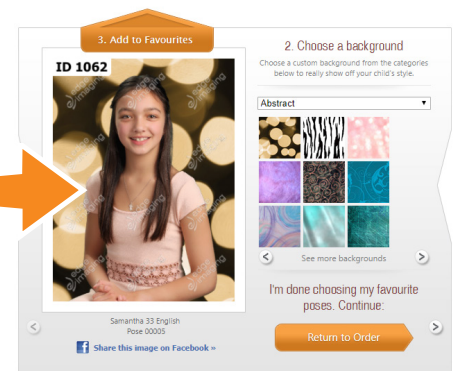 3. Add to Favourites
ID 1062
Samantha 33 English
Pose 00005
f Share this image on Facebook »
2. Choose a background
Choose a custom background from the categories
below to really show off your child's style.
Abstract
See more backgrounds
I'm done choosing my favourite
poses. Continue:
Return to Order